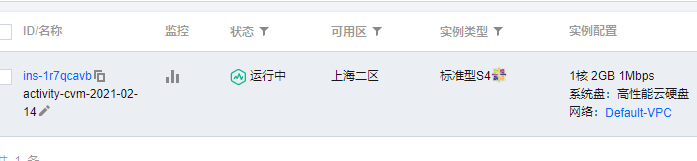 ID/名称 监控 状态 可用区 实例类型 实例配置
ins-1r7qcavb 运行中 上海二区 标准型S4 1核 2GB 1Mbps
activity-cvm-2021-02-14
系统盘：高性能云硬盘
网络：Default-VPC
1 条